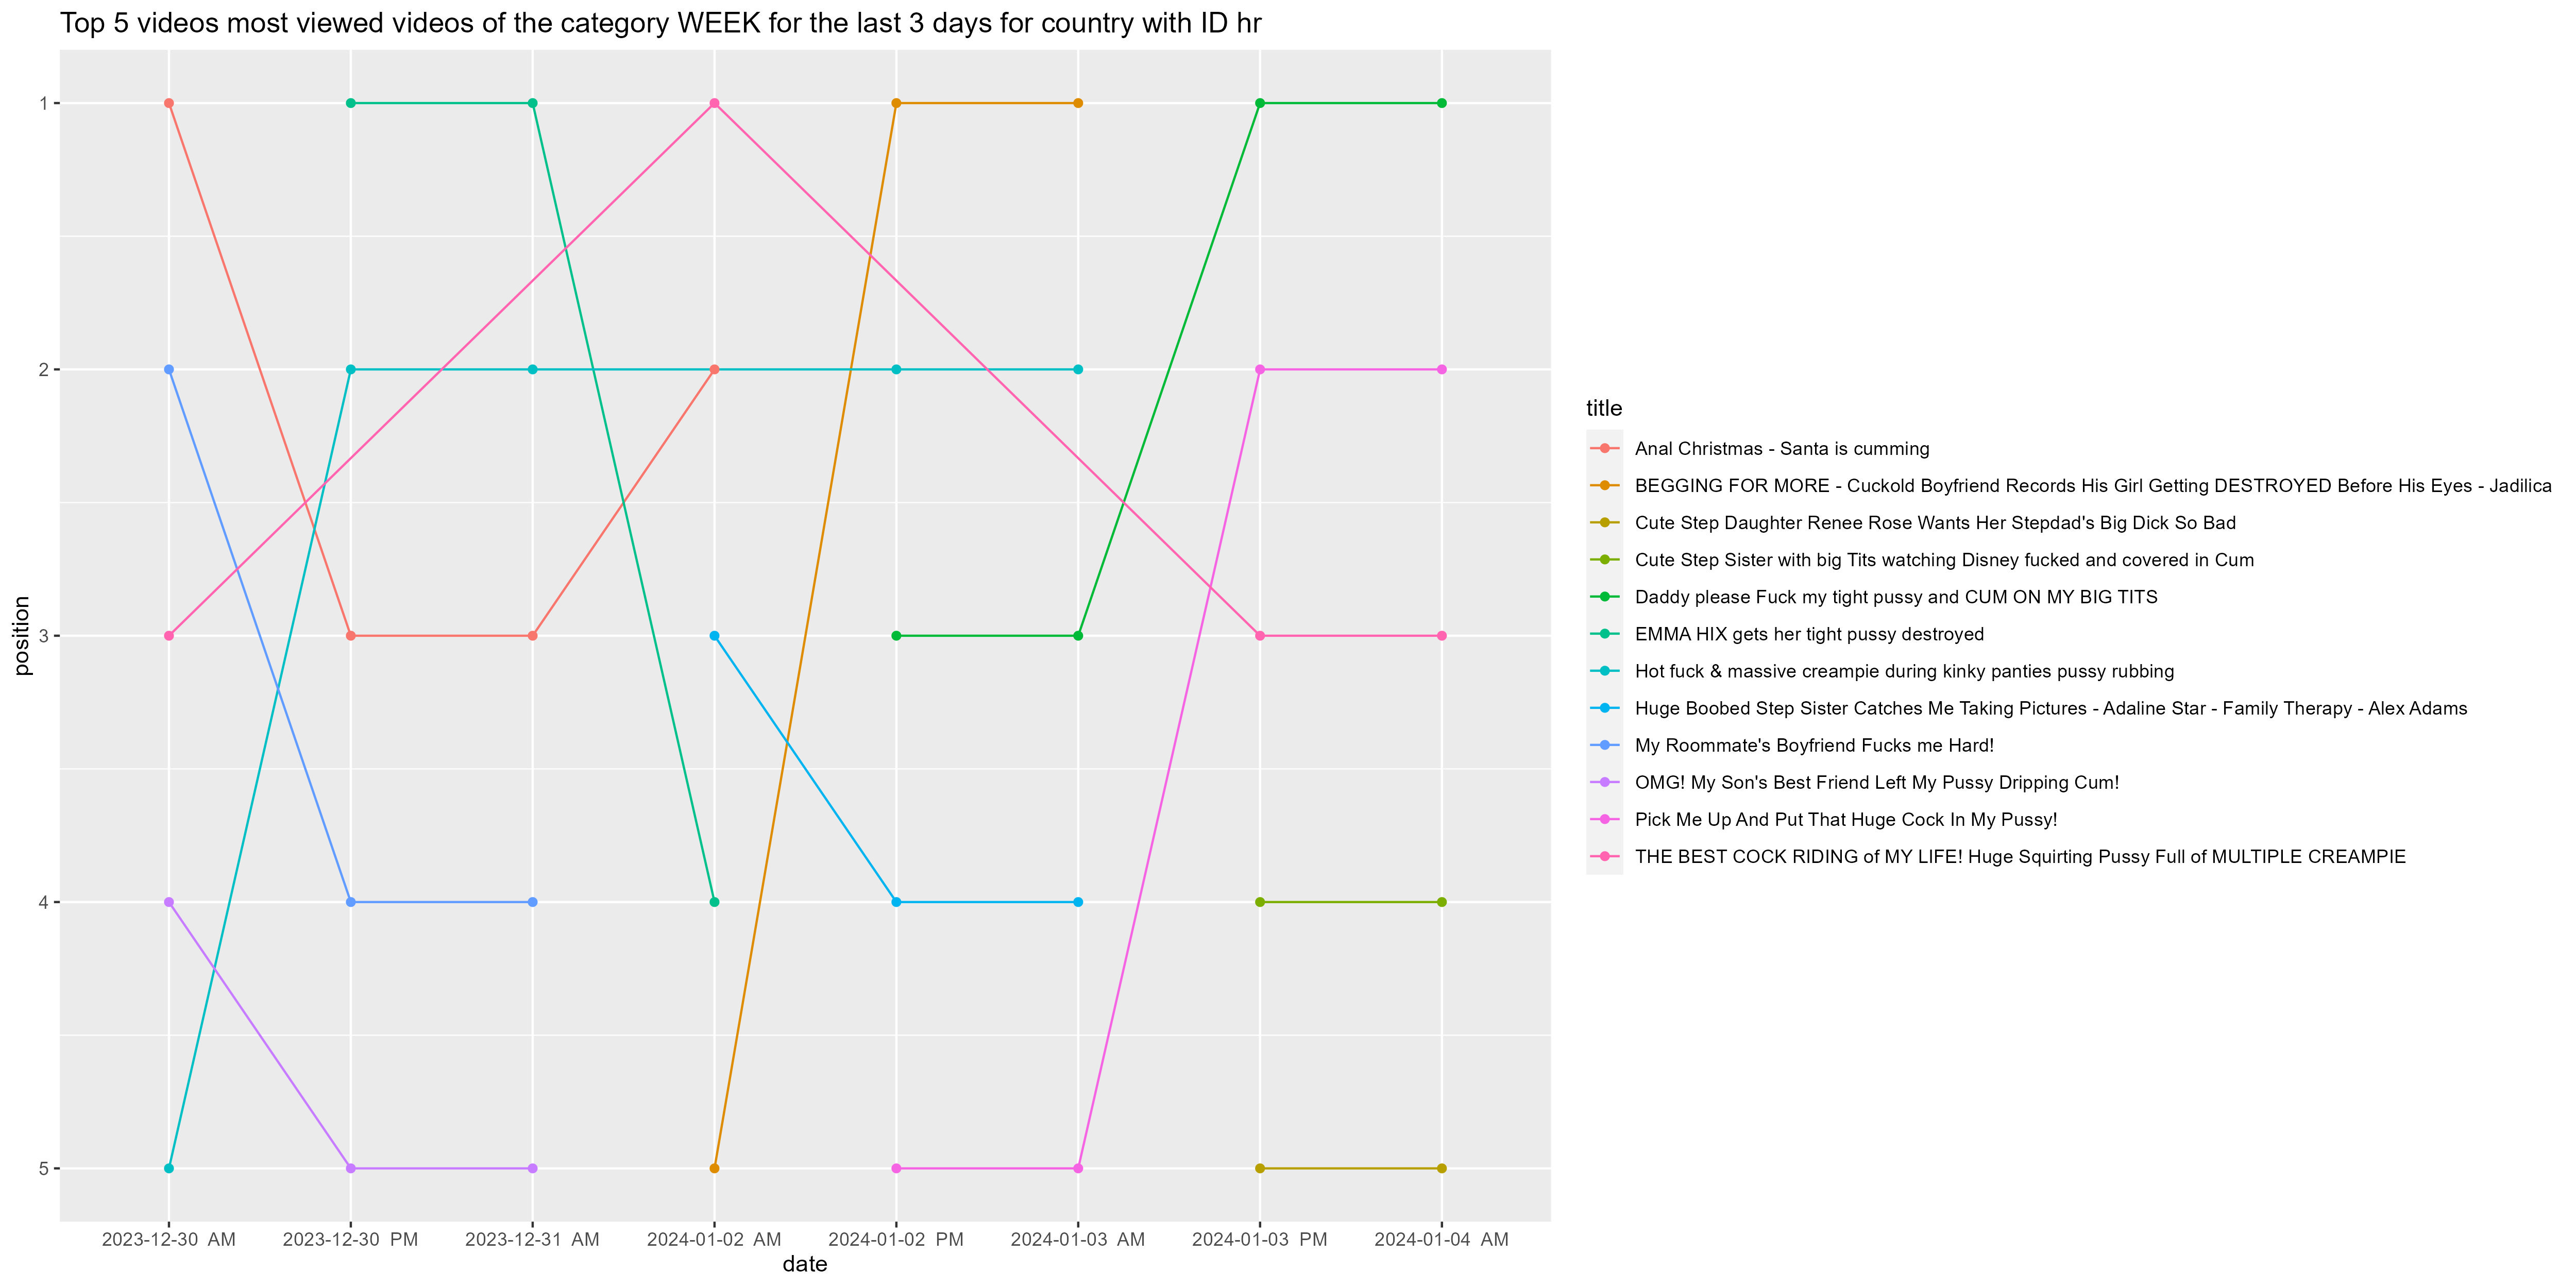 Top 5 videos most viewed videos of the category WEEK for the last 3 days for country with ID hr
position
1
2
3
4
5
2023-12-30 AM
2023-12-30 PM
2023-12-31 AM
2024-01-02 AM
2024-01-02 PM
2024-01-03 AM
2024-01-03 PM
2024-01-04 AM
date
title
Anal Christmas - Santa is cumming
BEGGING FOR MORE - Cuckold Boyfriend Records His Girl Getting DESTROYED Before His Eyes - Jadilica
Cute Step Daughter Renee Rose Wants Her Stepdad's Big Dick So Bad
Cute Step Sister with big Tits watching Disney fucked and covered in Cum
Daddy please Fuck my tight pussy and CUM ON MY BIG TITS
EMMA HIX gets her tight pussy destroyed
Hot fuck & massive creampie during kinky panties pussy rubbing
Huge Boobed Step Sister Catches Me Taking Pictures - Adaline Star - Family Therapy - Alex Adams
My Roommate's Boyfriend Fucks me Hard!
OMG! My Son's Best Friend Left My Pussy Dripping Cum!
Pick Me Up And Put That Huge Cock In My Pussy!
THE BEST COCK RIDING of MY LIFE! Huge Squirting Pussy Full of MULTIPLE CREAMPIE